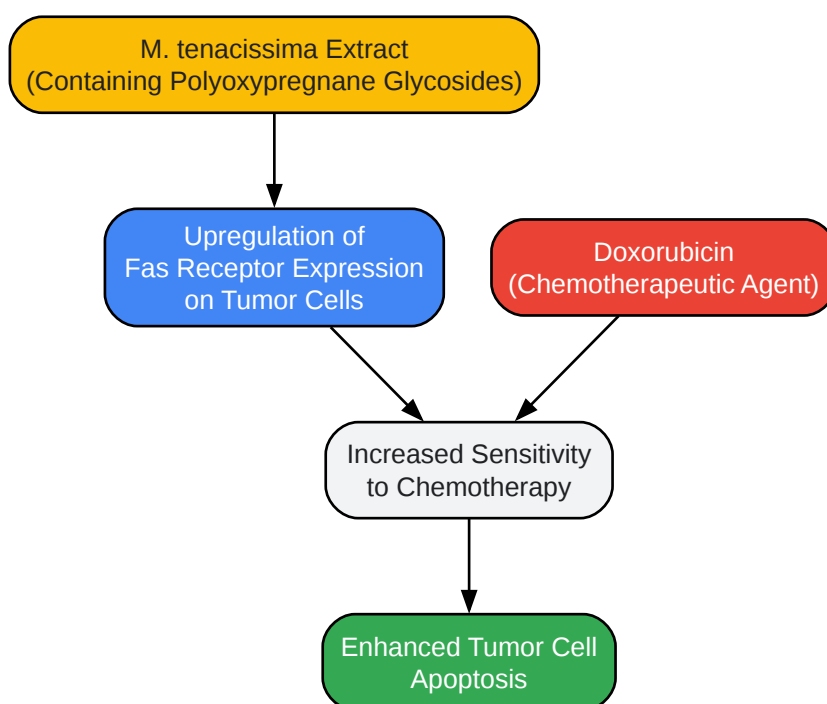 M. tenacissima Extract
(Containing Polyoxypregnane Glycosides)
Upregulation of
Fas Receptor Expression
on Tumor Cells
Doxorubicin
(Chemotherapeutic Agent)
Increased Sensitivity
to Chemotherapy
Enhanced Tumor Cell
Apoptosis